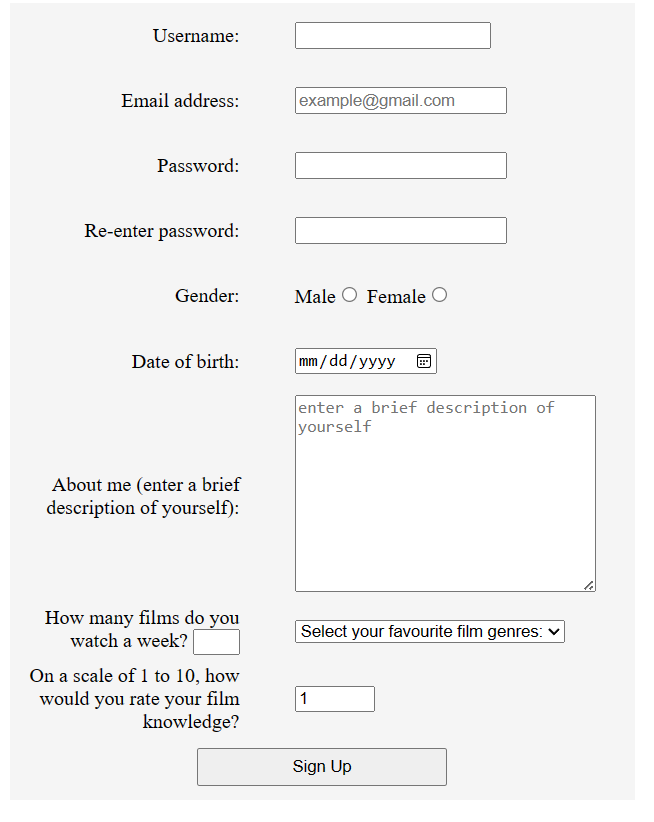 Username:
Email address: example@gmail.com
Password:
Re-enter password:
Gender: Male Female
Date of birth: mm/dd/yyyy
enter a brief description of
yourself
About me (enter a brief
description of yourself):
How many films do you
watch a week?
Select your favourite film genres:
On a scale of 1 to 10, how
would you rate your film
knowledge?
1
Sign Up